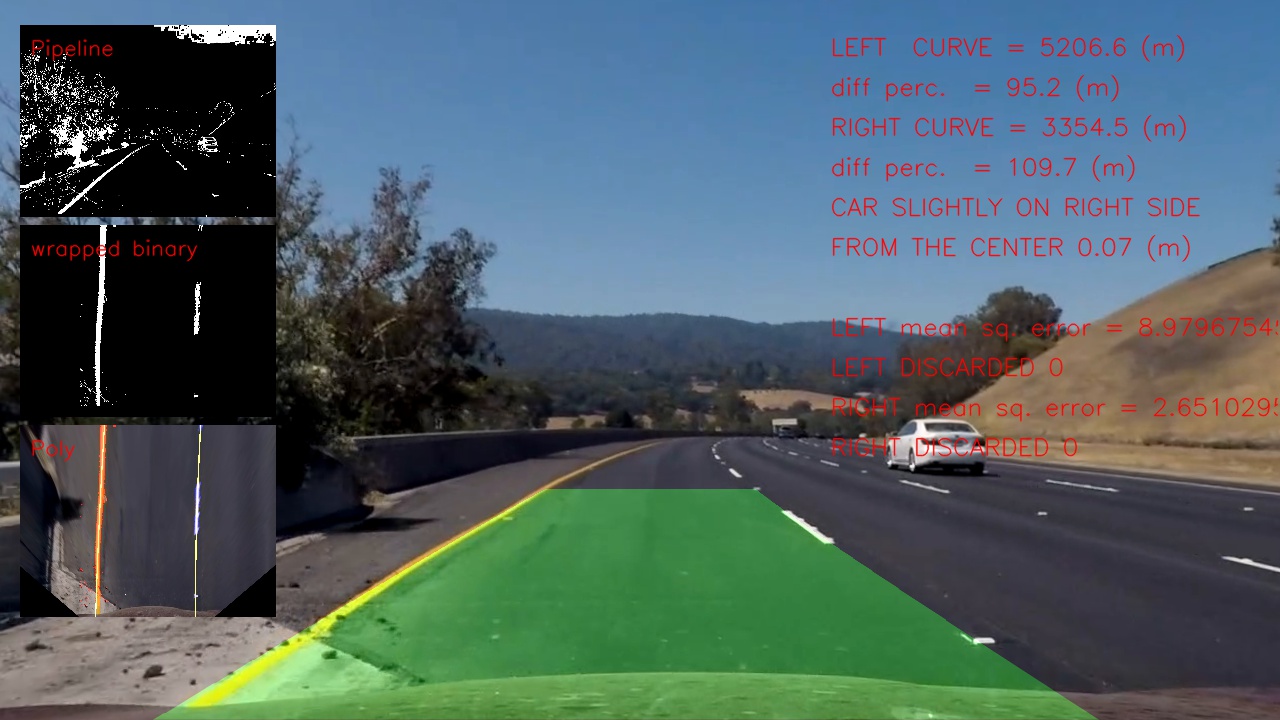 Pipeline
wrapped binary
Poly
LEFT CURVE = 5206.6 (m)
diff perc. = 95.2 (m)
RIGHT CURVE = 3354.5 (m)
diff perc. = 109.7 (m)
CAR SLIGHTLY ON RIGHT SIDE
FROM THE CENTER 0.07 (m)
LEFT mean sq. error = 8.9796754
LEFT DISCARDED 0
RIGHT mean sq. error = 2.651029
RIGHT DISCARDED 0